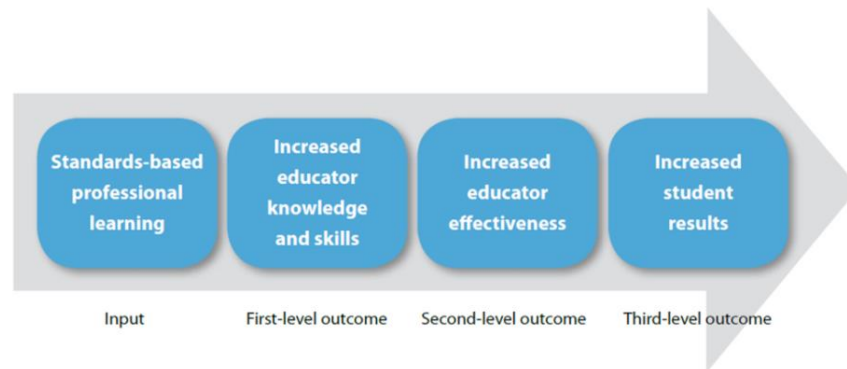 Standards-based
professional
learning
Increased
educator
knowledge
and skills
Increased
educator
effectiveness
Increased
student
results
Input
First-level outcome
Second-level outcome
Third-level outcome